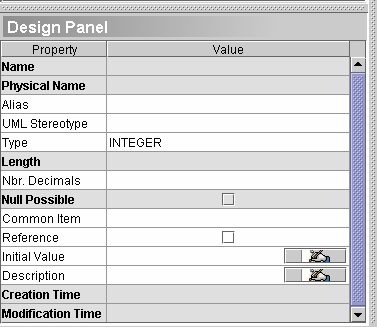 Design Panel
Property Value
Name
Physical Name
Alias
UML Stereotype
Type INTEGER
Length
Nbr. Decimals
Null Possible
Common Item
Reference
Initial Value
Description
Creation Time
Modification Time